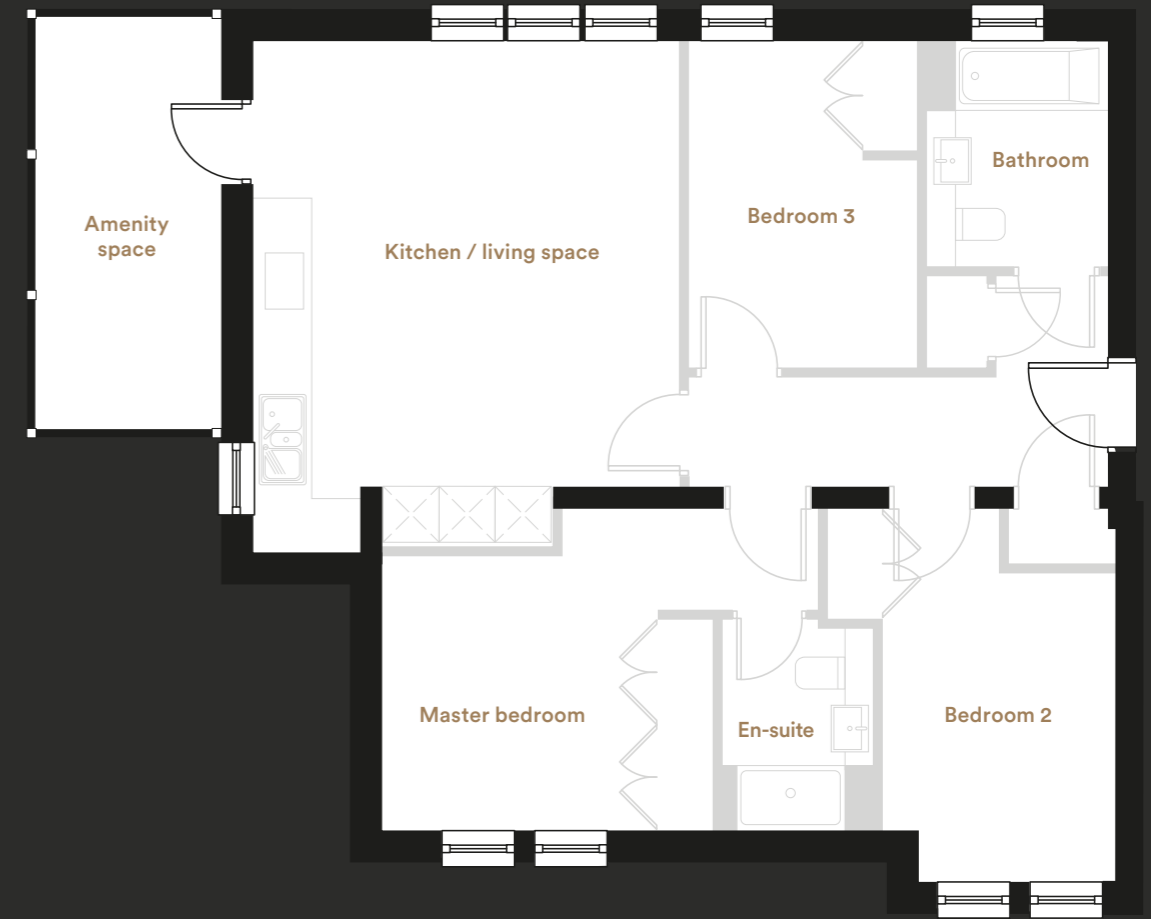 Bathroom
Bedroom 3
Amenity
space
Kitchen / living space
Master bedroom
En-suite
Bedroom 2